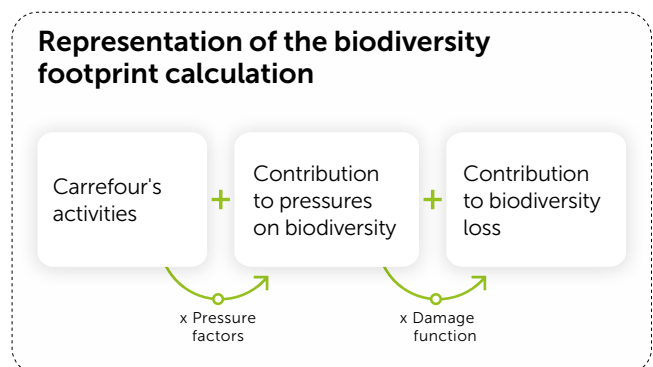 Representation of the biodiversity
footprint calculation
Carrefour's
activities
+
Contribution
to pressures
on biodiversity
+
Contribution
to biodiversity
loss
x Pressure
factors
x Damage
function